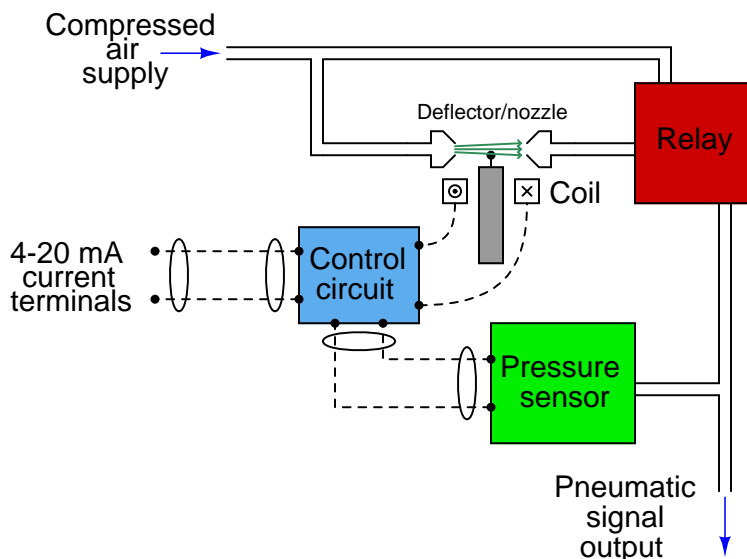 Compressed
air
supply
Deflector/nozzle
Relay
Coil
4-20 mA
current
terminals
Control
circuit
Pressure
sensor
Pneumatic
signal
output